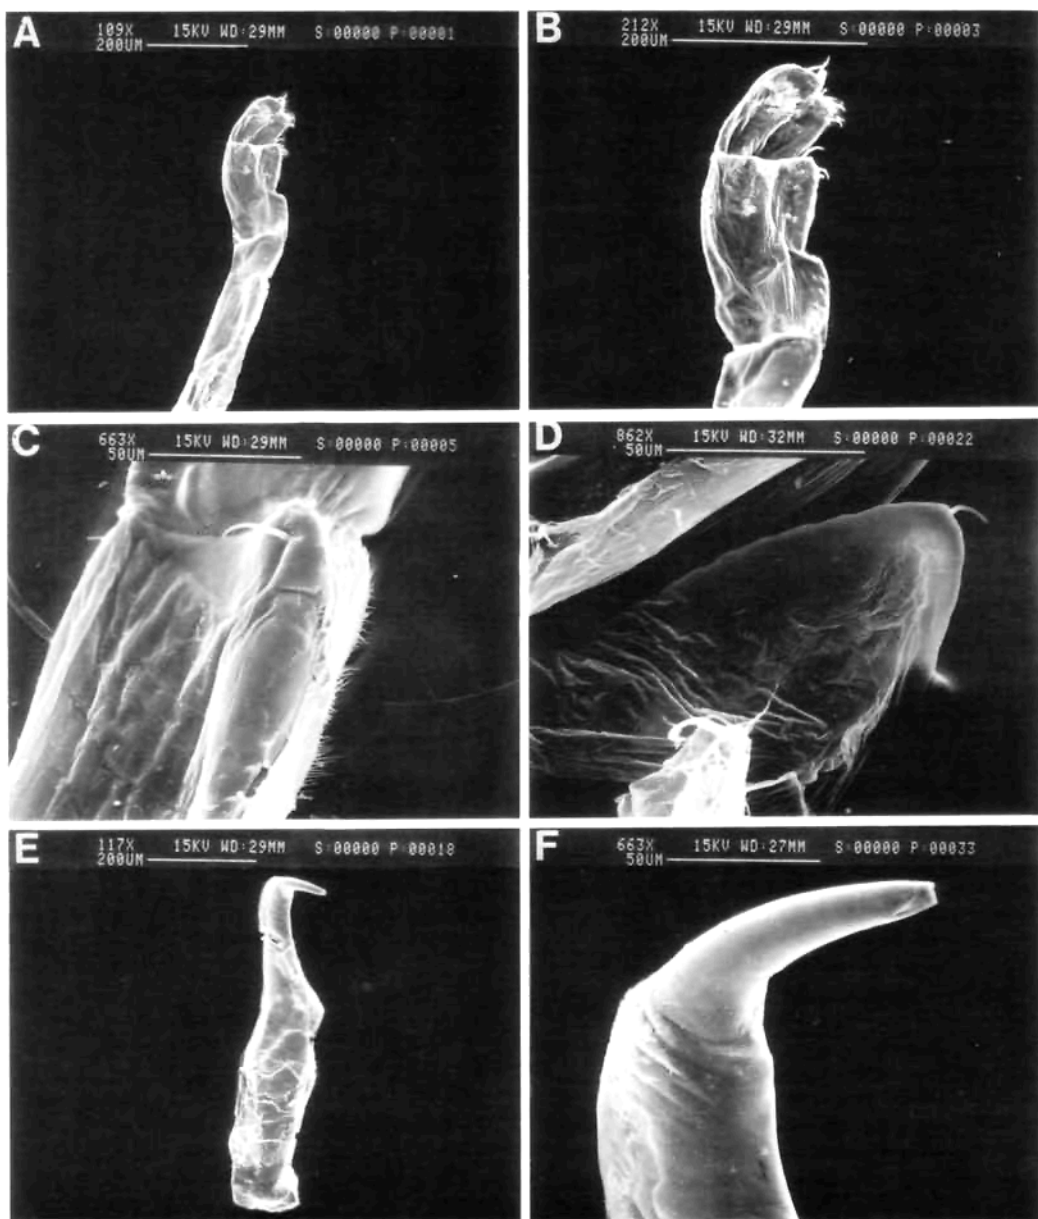 A
109X 15KV WD:29MM S:00000 P:00001
200UM
B
212X 15KV WD:29MM S:00000 P:00003
200UM
C
663X 15KV WD:29MM S:00000 P:00005
50UM
D
862X 15KV WD:32MM S:00000 P:00022
50UM
E
117X 15KV WD:29MM S:00000 P:00018
200UM
F
663X 15KV WD:27MM S:00000 P:00033
50UM